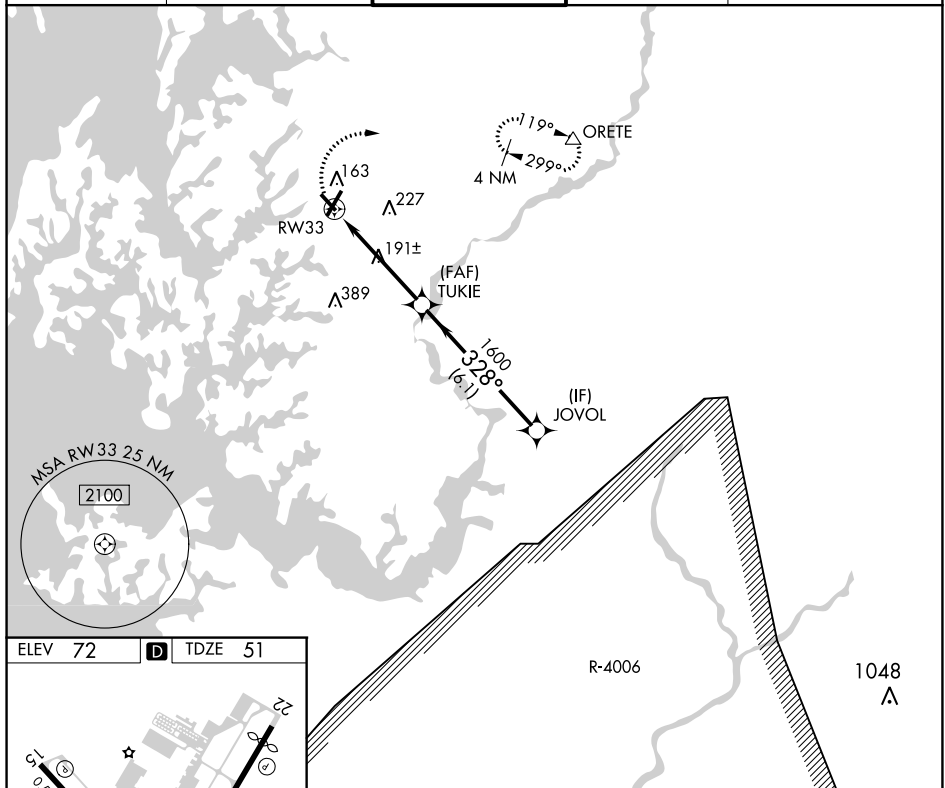 119°
ORETE
299°
4 NM
163
227
RW33
191±
(FAF)
TUKIE
389
1600
328°
(6.1)
(IF)
JOVOL
MSA RW33 25 NM
2100
ELEV 72
D
TDZE 51
R-4006
1048
22
15
P
P